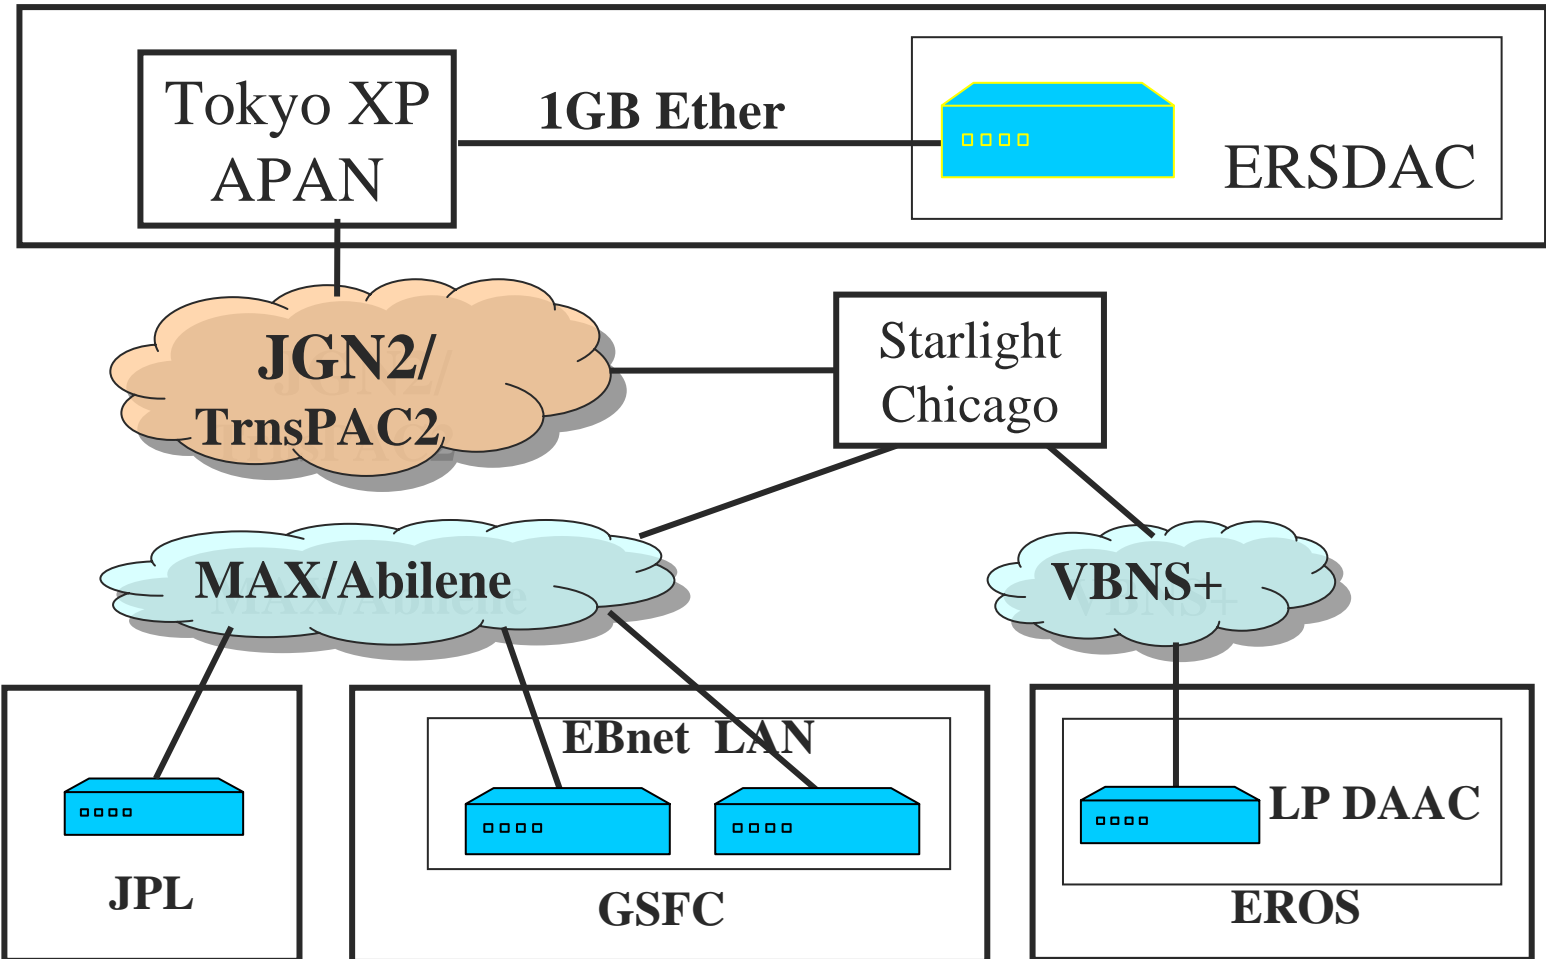 Tokyo XP
APAN
1GB Ether
ERSDAC
JGN2/
TrnsPAC2
Starlight
Chicago
MAX/Abilene
VBNS+
EBnet LAN
LP DAAC
JPL
GSFC
EROS